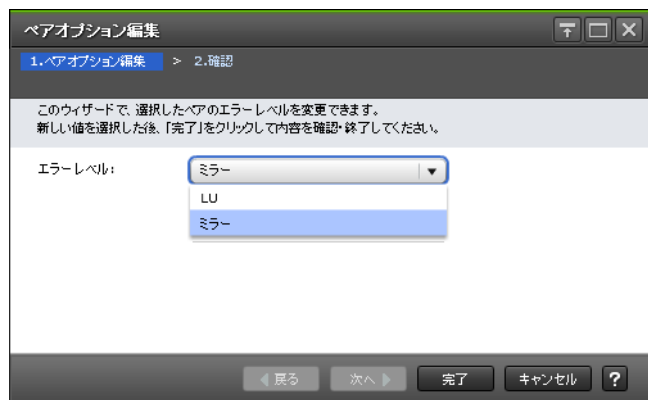 ペアオプション編集
1.ペアオプション編集 > 2.確認
このウィザードで、選択したペアのエラーレベルを変更できます。
新しい値を選択した後、「完了」をクリックして内容を確認・終了してください。
エラーレベル: ミラー
LU
ミラー
戻る 次へ 完了 キャンセル ?